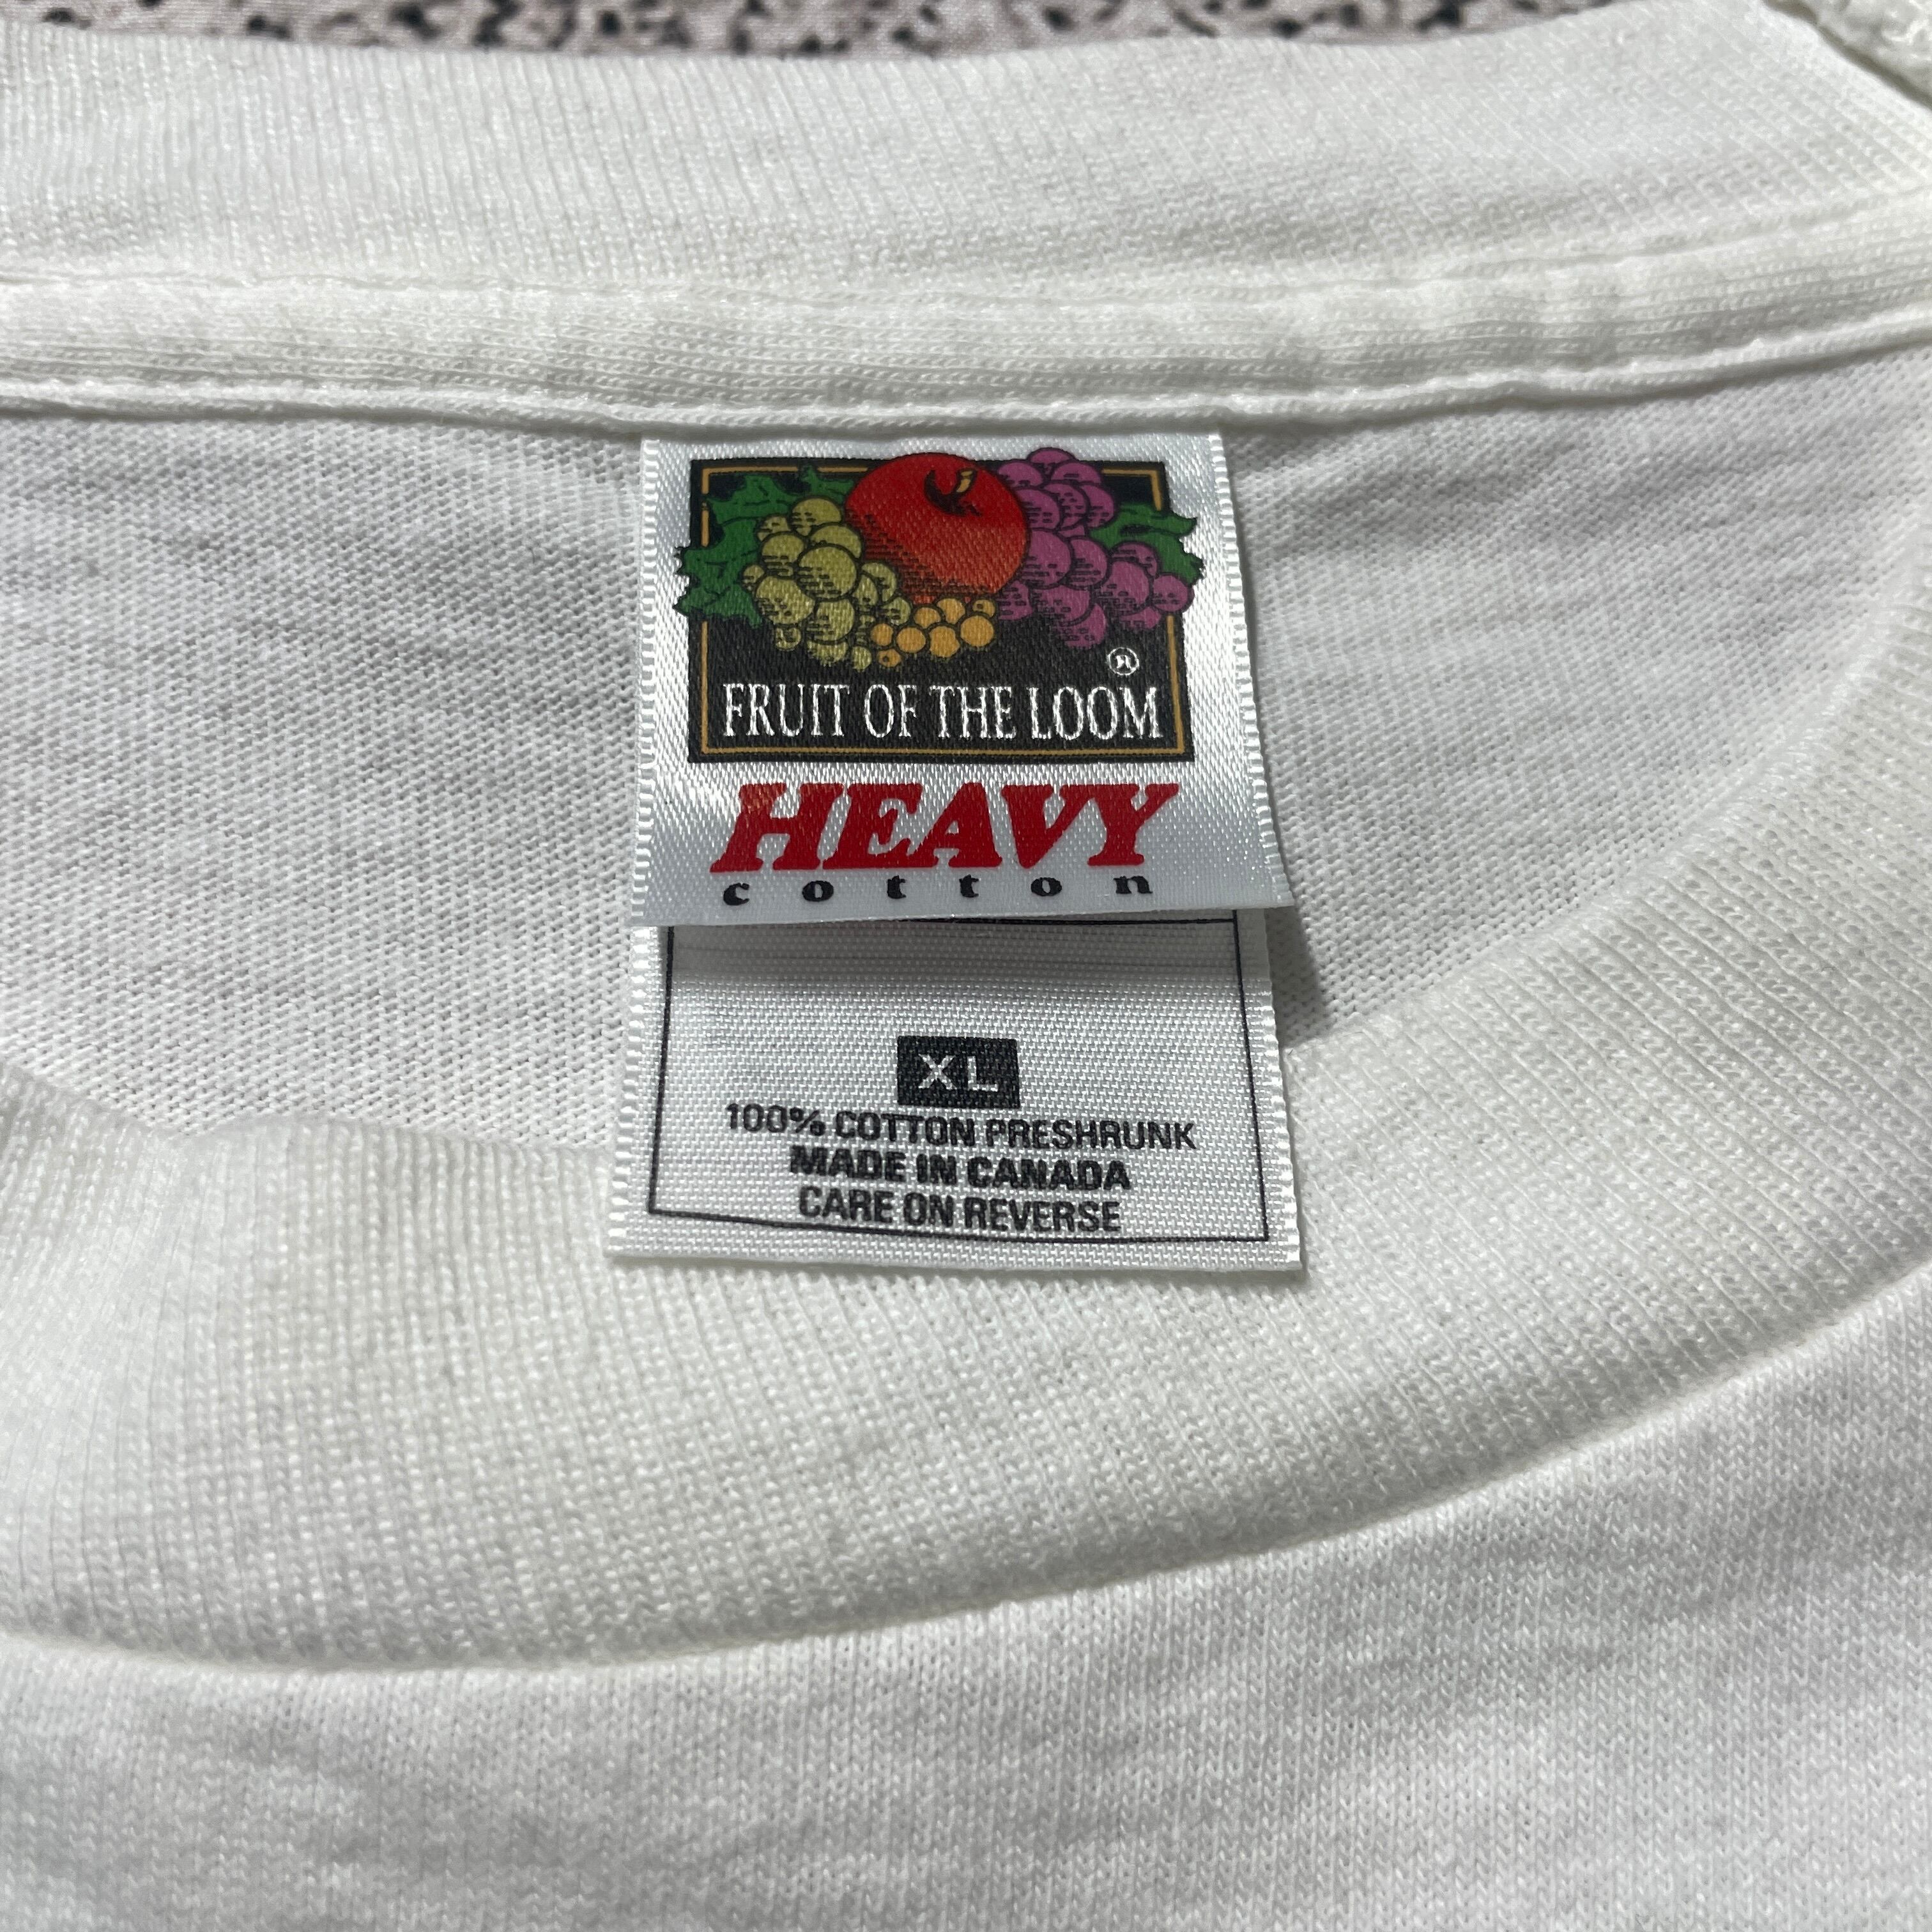 ®
FRUIT OF THE LOOM
HEAVY
cotton
XL
100% COTTON PRESHRUNK
MADE IN CANADA
CARE ON REVERSE